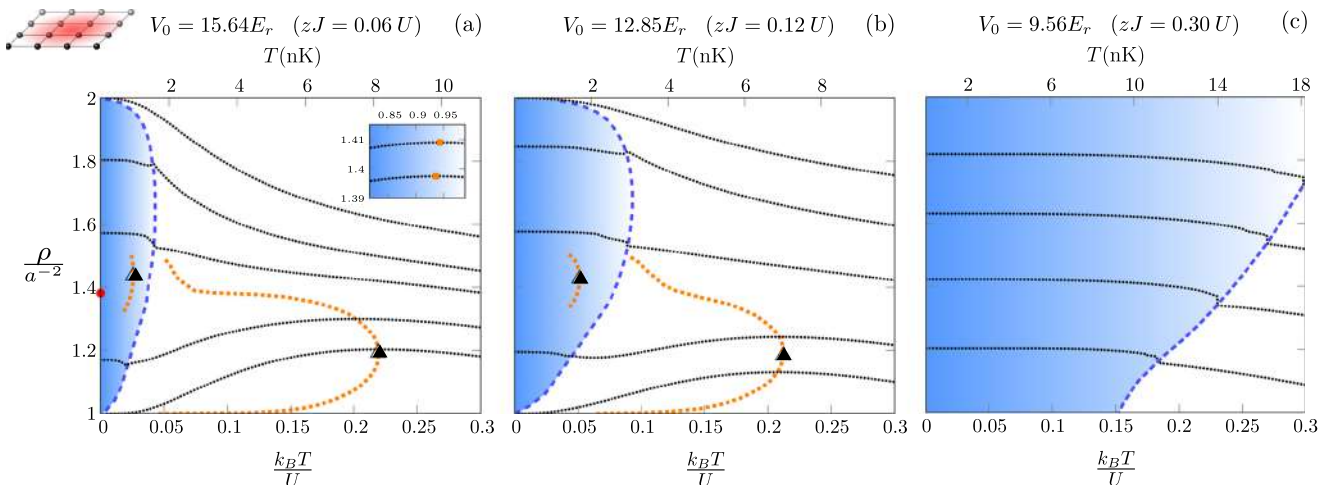 V₀ = 15.64Eᵣ (zJ = 0.06 U) (a)
T(nK)
2 4 6 8 10
0.85 0.9 0.95
1.41
1.4
1.39
2
1.8
1.6
1.4
1.2
1
ρ
a⁻²
0 0.05 0.1 0.15 0.2 0.25 0.3
k_BT
U
V₀ = 12.85Eᵣ (zJ = 0.12 U) (b)
T(nK)
2 4 6 8
0 0.05 0.1 0.15 0.2 0.25 0.3
k_BT
U
V₀ = 9.56Eᵣ (zJ = 0.30 U) (c)
T(nK)
2 6 10 14 18
0 0.05 0.1 0.15 0.2 0.25 0.3
k_BT
U